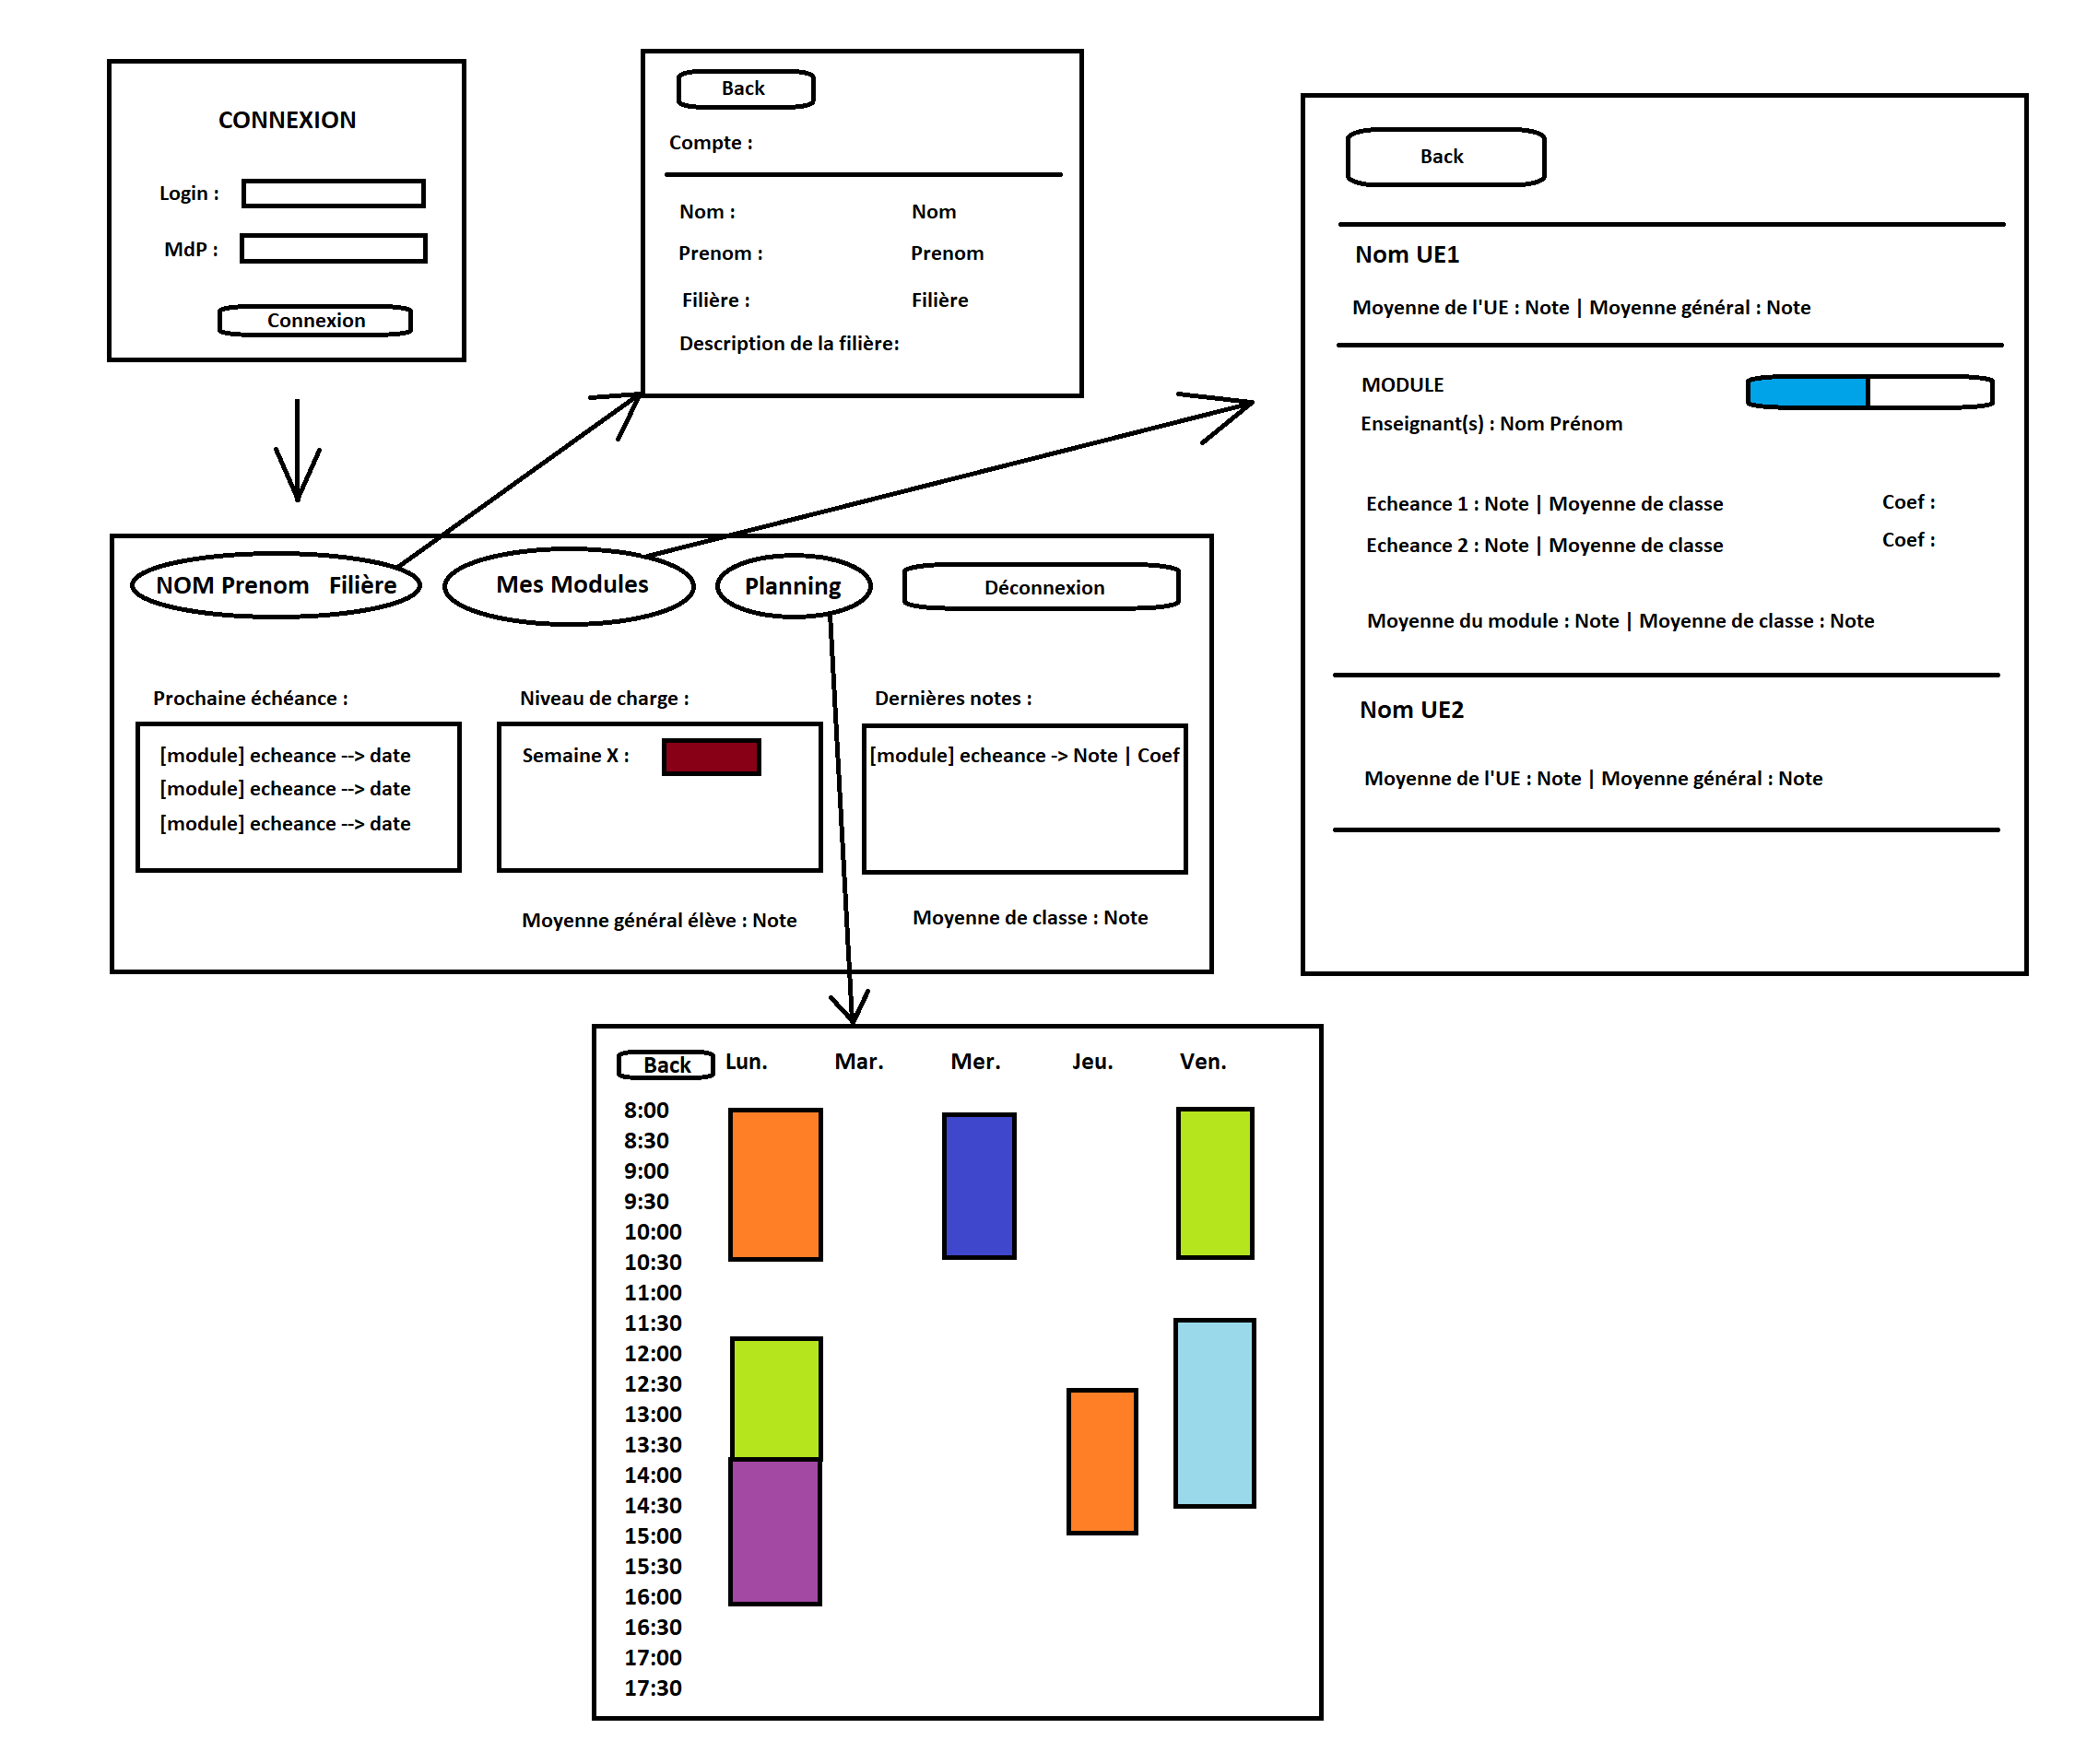 CONNEXION
Login :
MdP :
Connexion
Back
Compte :
Nom : Nom
Prenom : Prenom
Filière : Filière
Description de la filière:
Back
Nom UE1
Moyenne de l'UE : Note | Moyenne général : Note
MODULE
Enseignant(s) : Nom Prénom
Echeance 1 : Note | Moyenne de classe Coef :
Echeance 2 : Note | Moyenne de classe Coef :
Moyenne du module : Note | Moyenne de classe : Note
Nom UE2
Moyenne de l'UE : Note | Moyenne général : Note
NOM Prenom Filière
Mes Modules
Planning
Déconnexion
Prochaine échéance :
[module] echeance --> date
[module] echeance --> date
[module] echeance --> date
Niveau de charge :
Semaine X :
Dernières notes :
[module] echeance -> Note | Coef
Moyenne général élève : Note
Moyenne de classe : Note
Back Lun. Mar. Mer. Jeu. Ven.
8:00
8:30
9:00
9:30
10:00
10:30
11:00
11:30
12:00
12:30
13:00
13:30
14:00
14:30
15:00
15:30
16:00
16:30
17:00
17:30